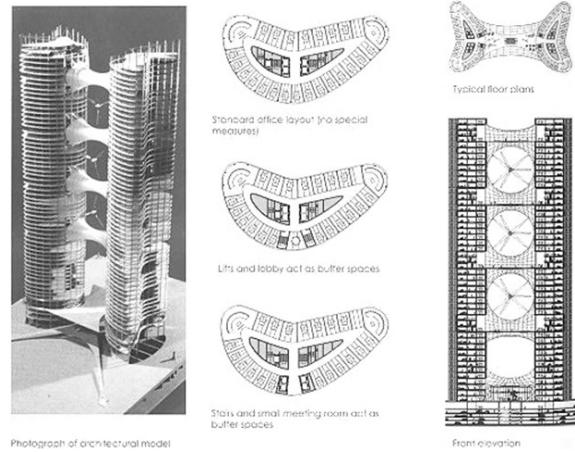 Standard office layout (no special
measures)
Typical floor plans
Lifts and lobby act as buffer spaces
Stairs and small meeting room act as
buffer spaces
Photograph of architectural model
Front elevation